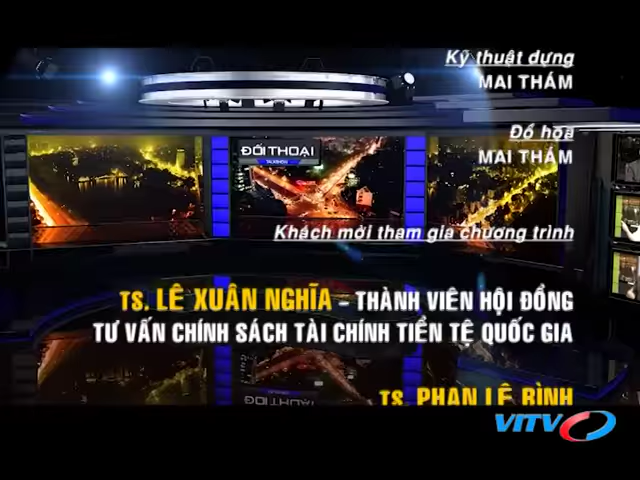 Kỹ thuật dựng
MAI THẮM
Đồ họa
MAI THẮM
ĐỐI THOẠI
TALKSHOW
Khách mời tham gia chương trình
TS. LÊ XUÂN NGHĨA – THÀNH VIÊN HỘI ĐỒNG
TƯ VẤN CHÍNH SÁCH TÀI CHÍNH TIỀN TỆ QUỐC GIA
TS. PHAN LÊ BÌNH
VITV